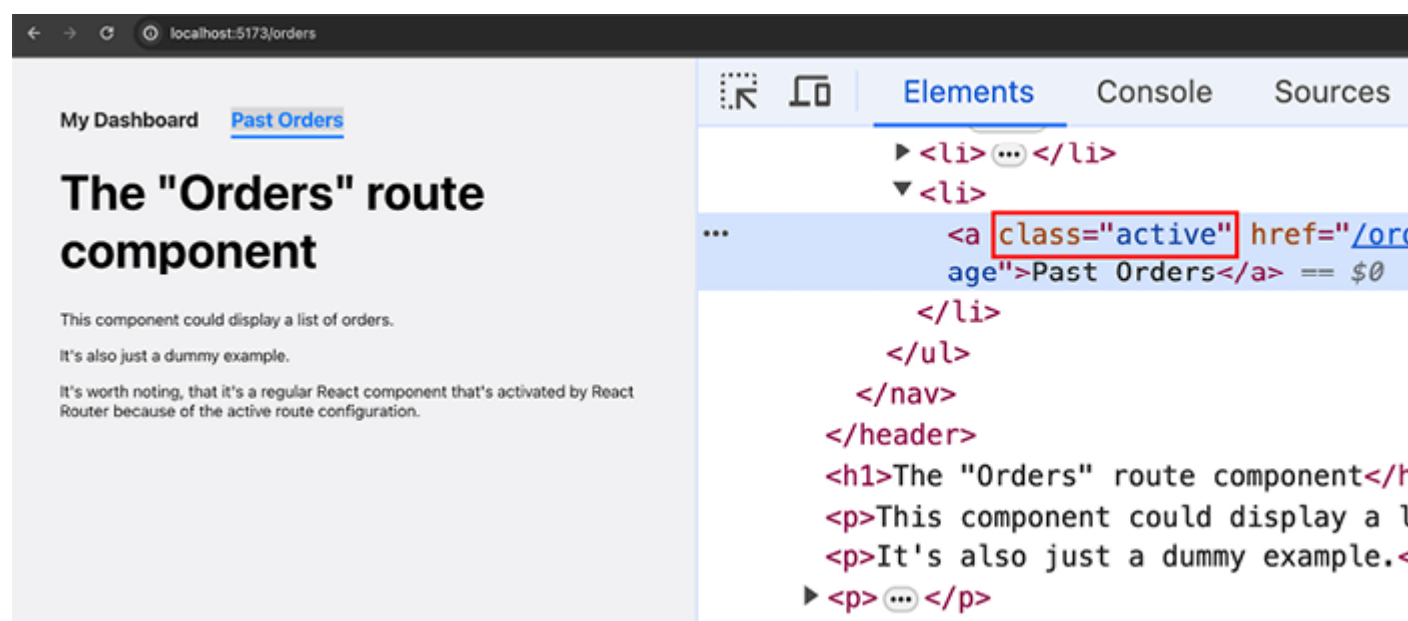 localhost:5173/orders
My Dashboard Past Orders
The "Orders" route
component
This component could display a list of orders.
It's also just a dummy example.
It's worth noting, that it's a regular React component that's activated by React
Router because of the active route configuration.
Elements Console Sources
<li> ••• </li>
<li>
••• <a class="active" href="/ord
age">Past Orders</a> == $0
</li>
</ul>
</nav>
</header>
<h1>The "Orders" route component</h
<p>This component could display a l
<p>It's also just a dummy example.<
<p> ••• </p>